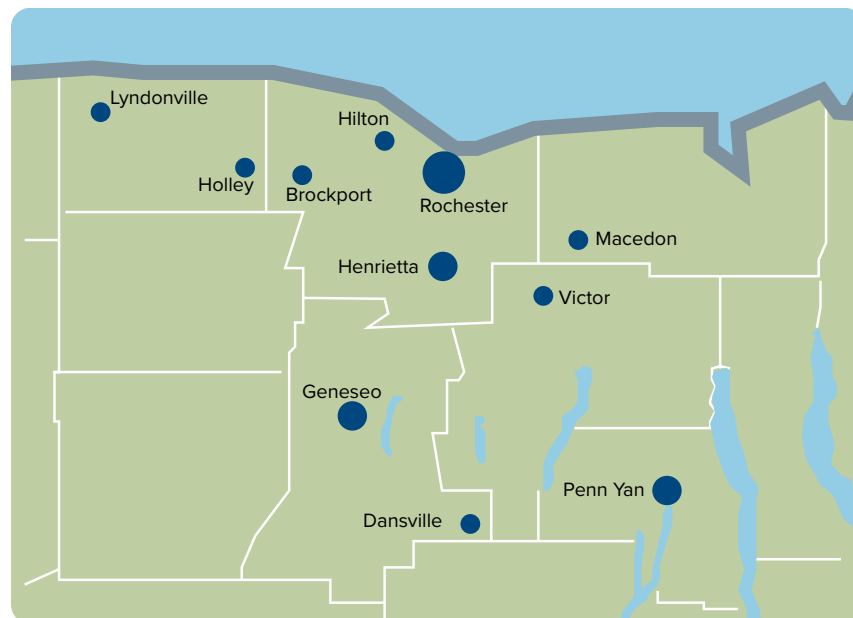 Lyndonville
Hilton
Holley
Brockport
Rochester
Macedon
Henrietta
Victor
Geneseo
Penn Yan
Dansville